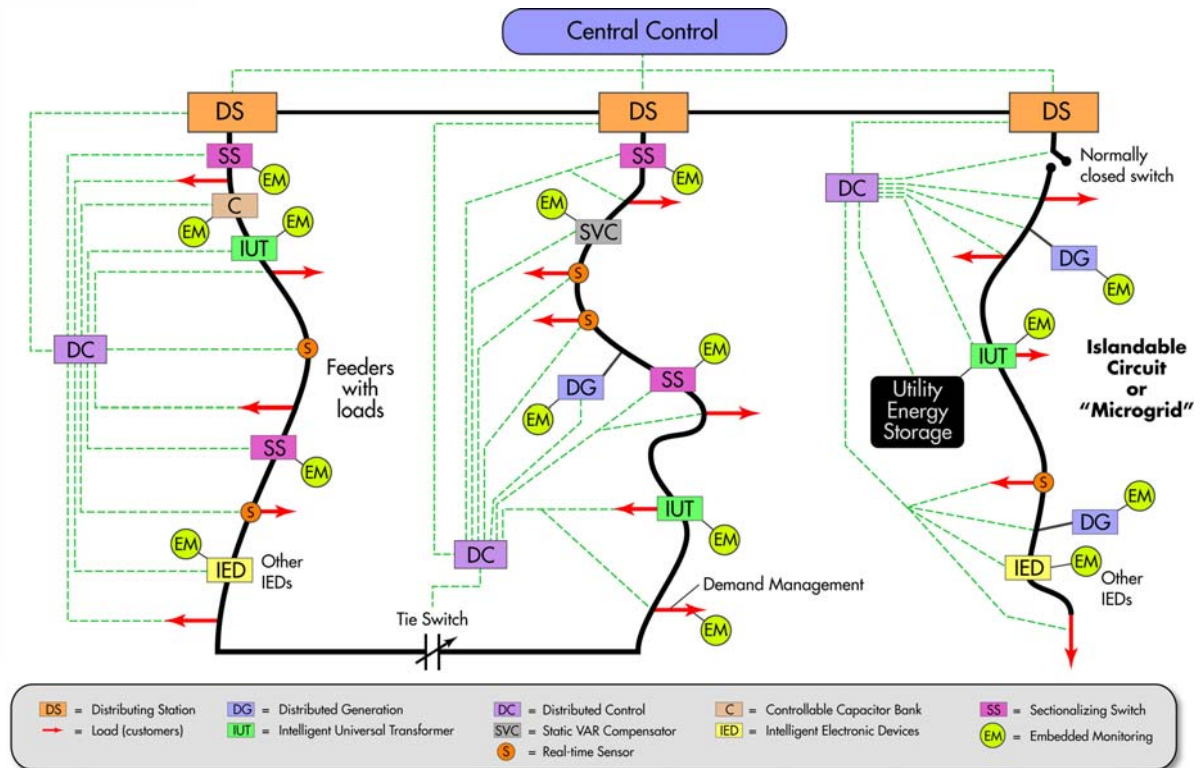 Central Control
DS
DS
DS
SS
EM
SS
EM
Normally
closed switch
DC
C
EM
EM
IUT
EM
SVC
DG
EM
S
S
EM
IUT
Islandable
Circuit
or
“Microgrid”
DC
S
Feeders
with
loads
EM
SS
DG
EM
Utility
Energy
Storage
SS
EM
S
S
EM
DG
IUT
EM
EM
IED
Other
IEDs
DC
IED
EM
Other
IEDs
Demand Management
Tie Switch
EM
DS = Distributing Station
DG = Distributed Generation
DC = Distributed Control
C = Controllable Capacitor Bank
SS = Sectionalizing Switch
= Load (customers)
IUT = Intelligent Universal Transformer
SVC = Static VAR Compensator
IED = Intelligent Electronic Devices
EM = Embedded Monitoring
S = Real-time Sensor